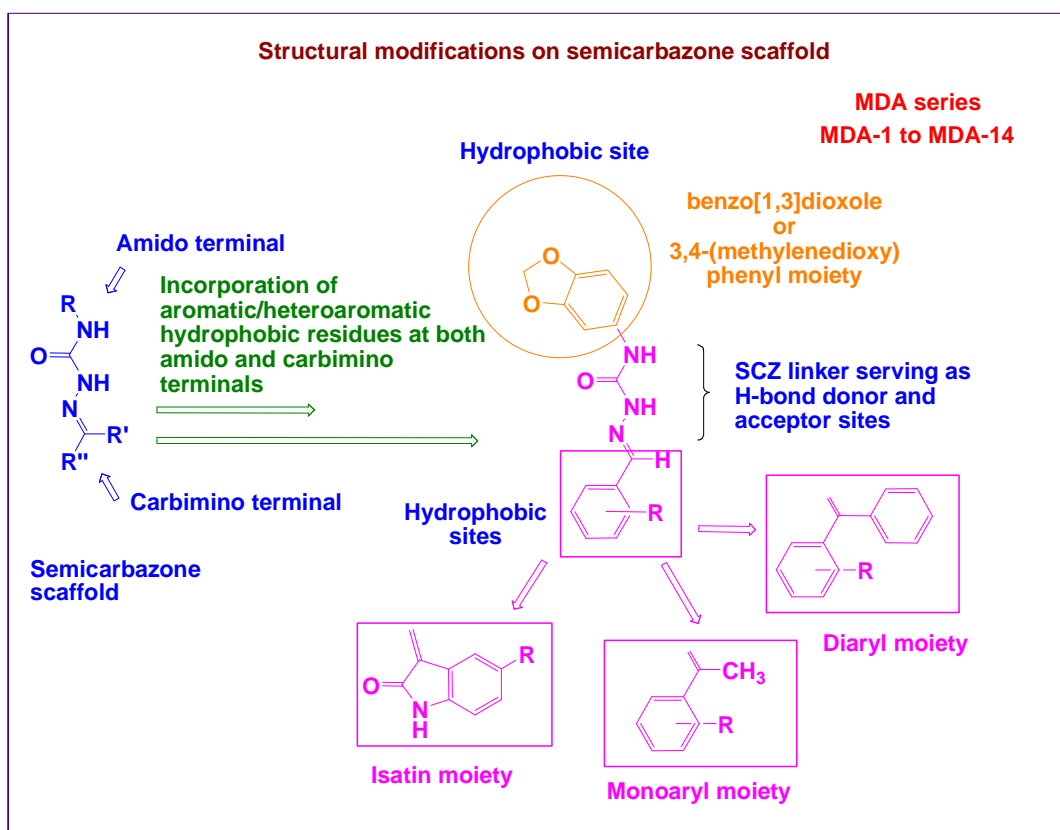 Structural modifications on semicarbazone scaffold
MDA series
MDA-1 to MDA-14
Hydrophobic site
benzo[1,3]dioxole
or
3,4-(methylenedioxy)
phenyl moiety
Amido terminal
Incorporation of
aromatic/heteroaromatic
hydrophobic residues at both
amido and carbimino
terminals
R
NH
O
NH
N
R'
R"
Carbimino terminal
Semicarbazone
scaffold
O
O
NH
O
NH
N
H
R
SCZ linker serving as
H-bond donor and
acceptor sites
Hydrophobic
sites
R
Diaryl moiety
O
N
H
R
Isatin moiety
CH3
R
Monoaryl moiety